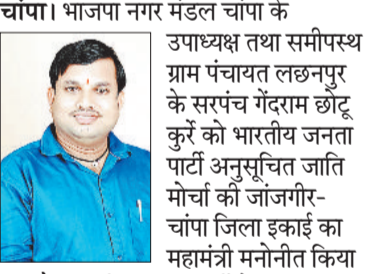 चांपा। भाजपा नगर मंडल चांपा के
उपाध्यक्ष तथा समीपस्थ
ग्राम पंचायत लछनपुर
के सरपंच गेंदराम छोटू
कुर्रे को भारतीय जनता
पार्टी अनुसूचित जाति
मोर्चा की जांजगीर-
चांपा जिला इकाई का
महामंत्री मनोनीत किया